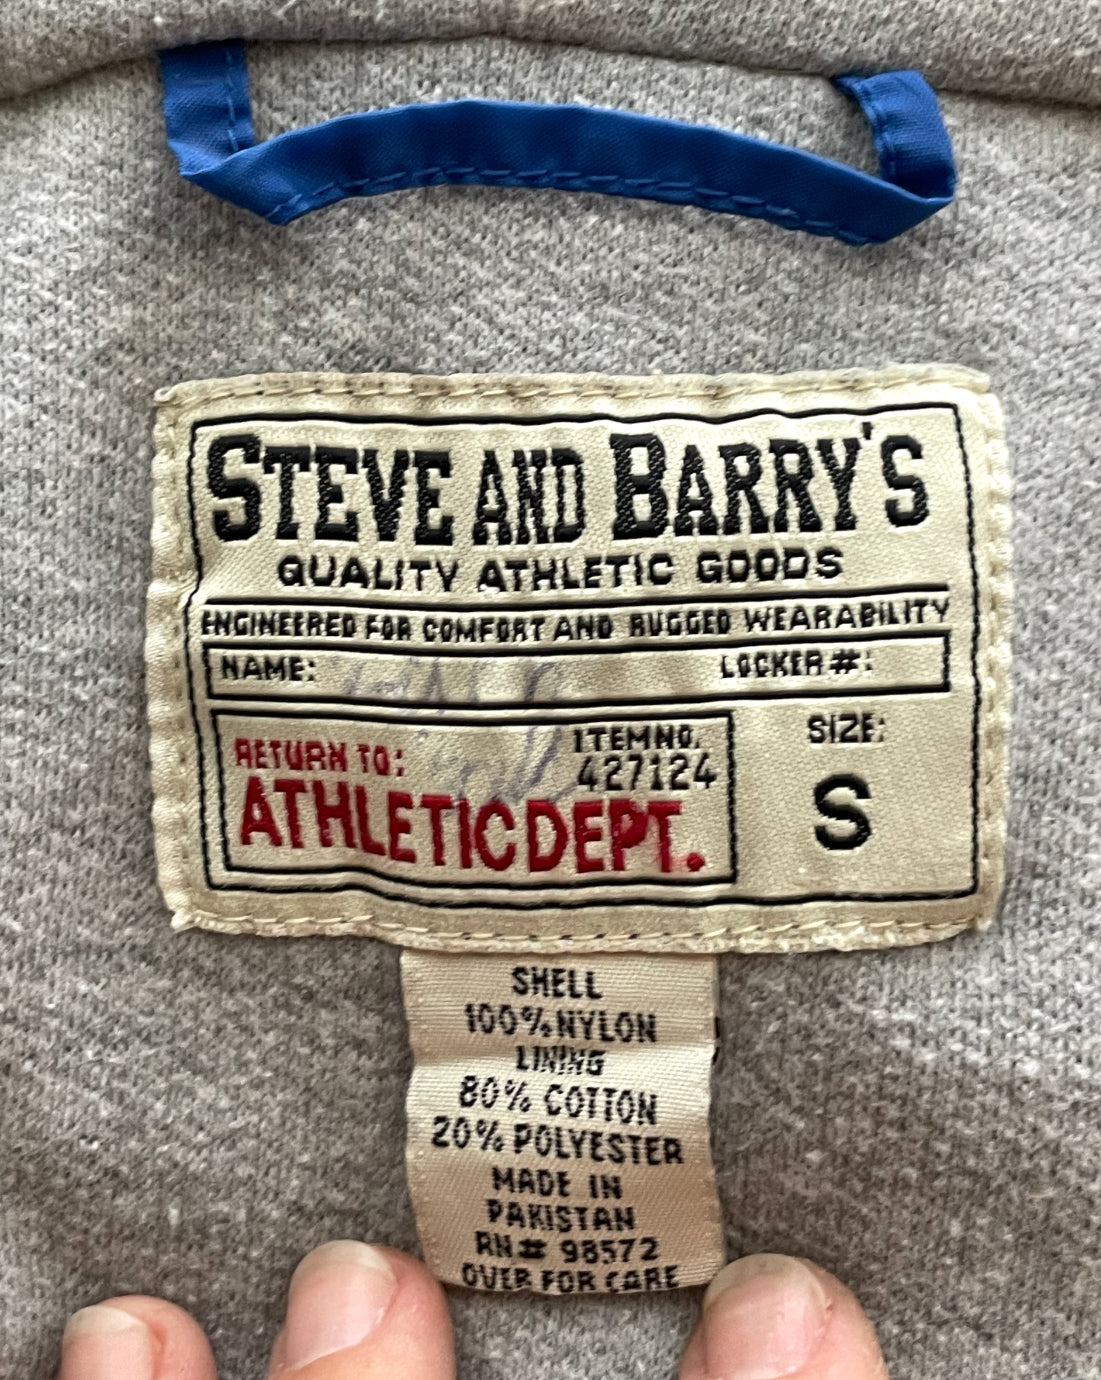 STEVE AND BARRY'S
QUALITY ATHLETIC GOODS
ENGINEERED FOR COMFORT AND RUGGED WEARABILITY
NAME: LOCKER#:
RETURN TO:
ATHLETIC DEPT.
ITEM NO.
427124
SIZE:
S
SHELL
100% NYLON
LINING
80% COTTON
20% POLYESTER
MADE IN
PAKISTAN
RN# 98572
OVER FOR CARE